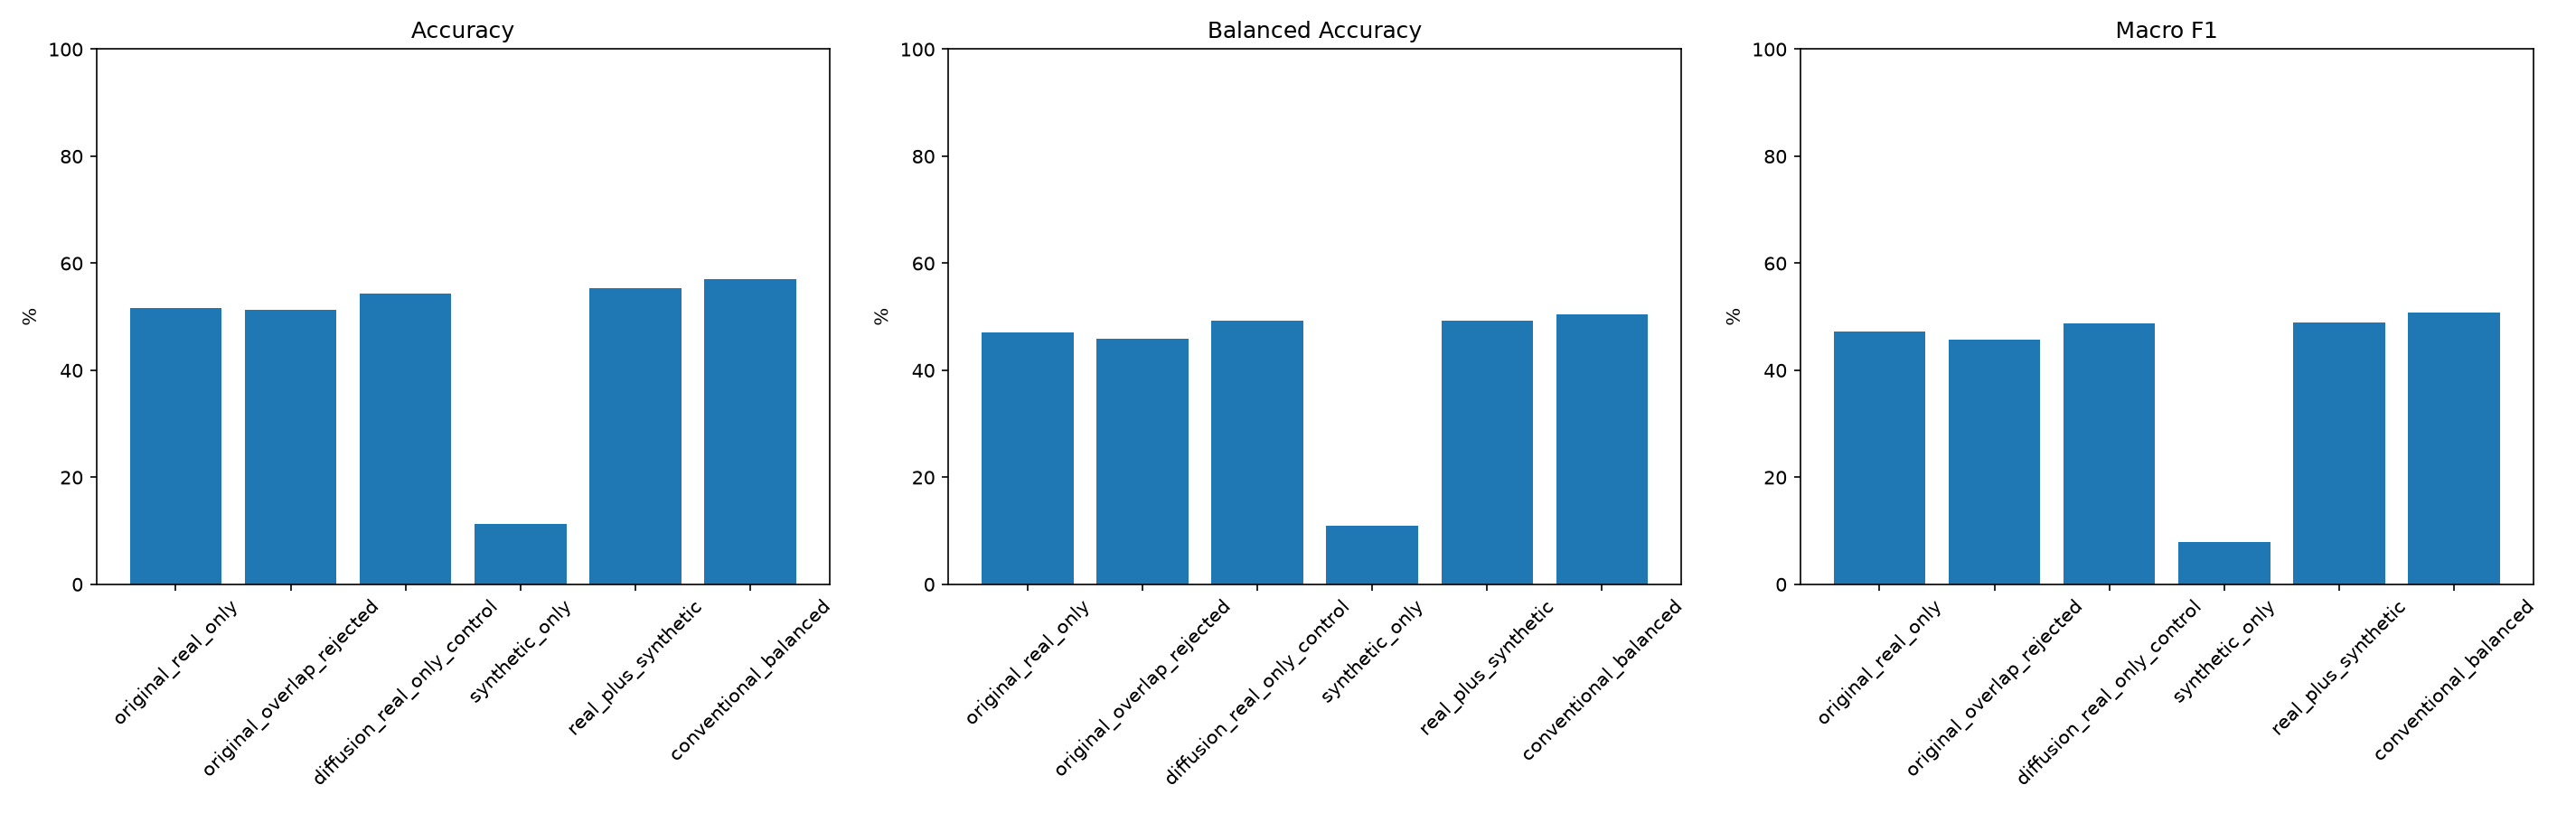 Accuracy
100
80
60
40
20
0
%
original_real_only
original_overlap_rejected
diffusion_real_only_control
synthetic_only
real_plus_synthetic
conventional_balanced
Balanced Accuracy
100
80
60
40
20
0
%
original_real_only
original_overlap_rejected
diffusion_real_only_control
synthetic_only
real_plus_synthetic
conventional_balanced
Macro F1
100
80
60
40
20
0
%
original_real_only
original_overlap_rejected
diffusion_real_only_control
synthetic_only
real_plus_synthetic
conventional_balanced